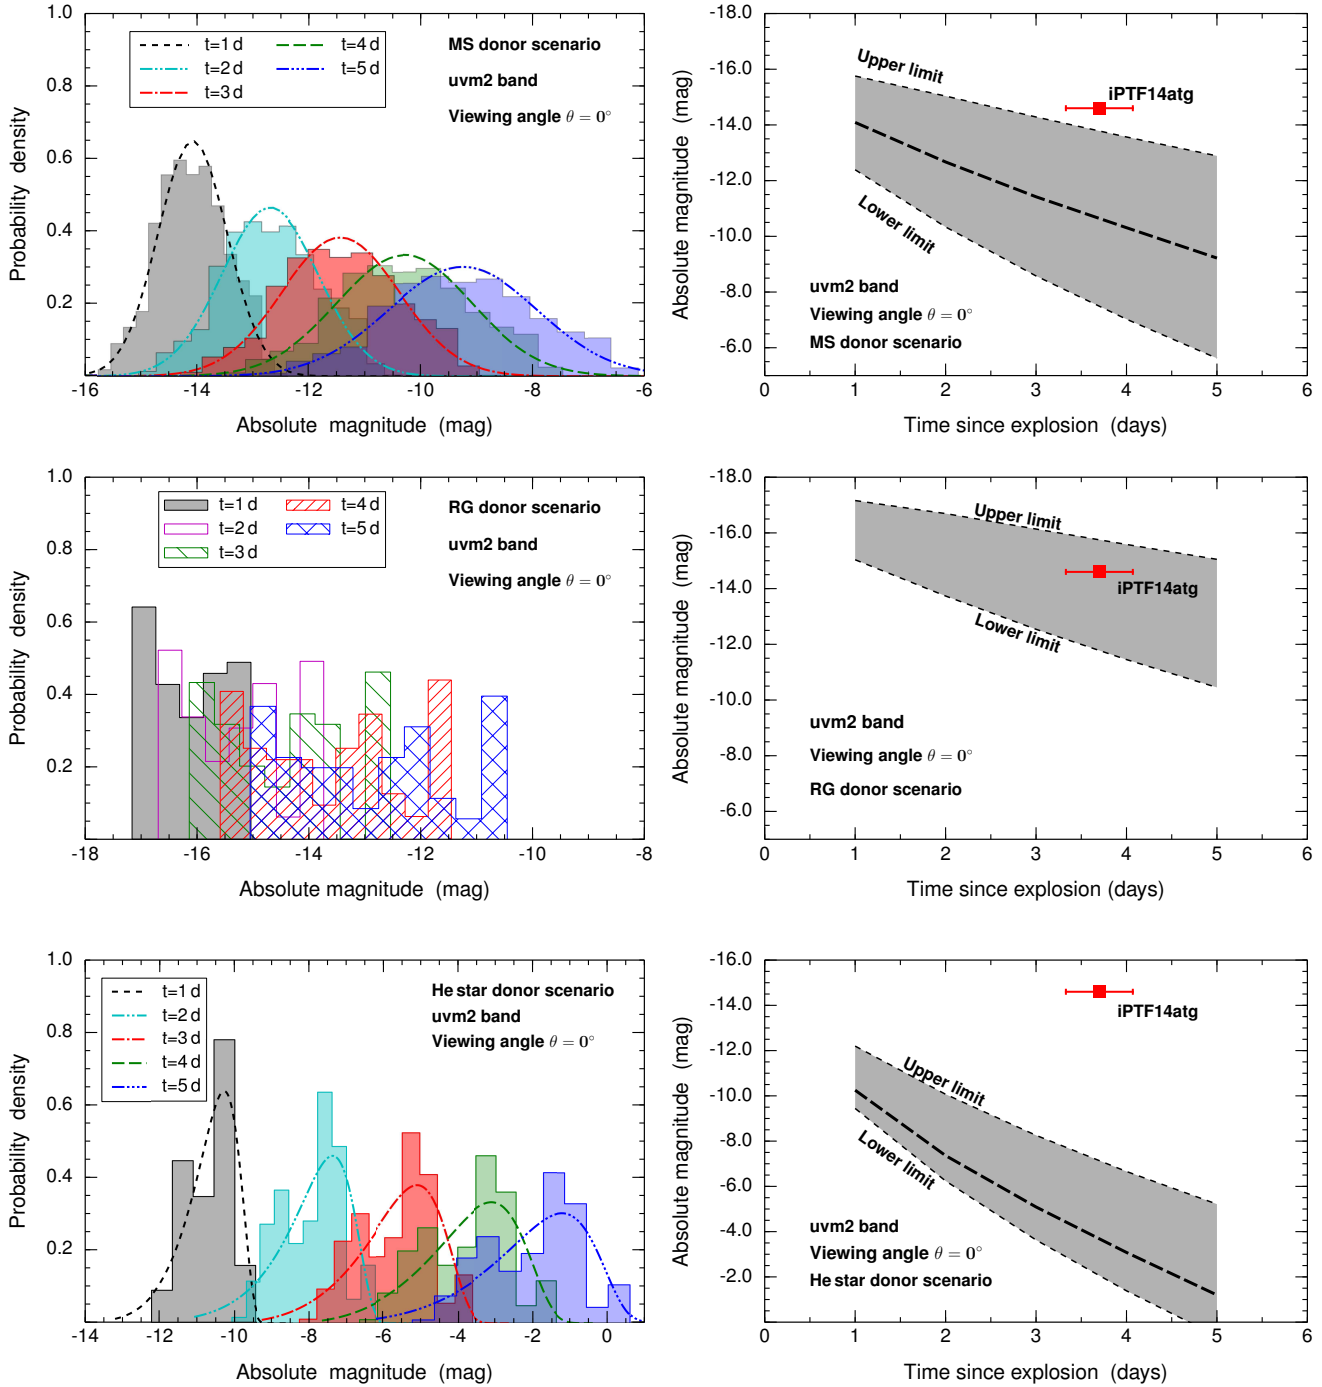 1.0
0.8
0.6
0.4
0.2
-16
-14
-12
-10
-8
-6
Probability density
Absolute magnitude (mag)
t=1 d
t=2 d
t=3 d
t=4 d
t=5 d
MS donor scenario
uvm2 band
Viewing angle θ = 0°
-18.0
-16.0
-14.0
-12.0
-10.0
-8.0
-6.0
0
1
2
3
4
5
6
Absolute magnitude (mag)
Time since explosion (days)
Upper limit
iPTF14atg
Lower limit
uvm2 band
Viewing angle θ = 0°
MS donor scenario
1.0
0.8
0.6
0.4
0.2
-18
-16
-14
-12
-10
-8
Probability density
Absolute magnitude (mag)
t=1 d
t=2 d
t=3 d
t=4 d
t=5 d
RG donor scenario
uvm2 band
Viewing angle θ = 0°
-18.0
-16.0
-14.0
-12.0
-10.0
-8.0
-6.0
0
1
2
3
4
5
6
Absolute magnitude (mag)
Time since explosion (days)
Upper limit
iPTF14atg
Lower limit
uvm2 band
Viewing angle θ = 0°
RG donor scenario
1.0
0.8
0.6
0.4
0.2
-14
-12
-10
-8
-6
-4
-2
0
Probability density
Absolute magnitude (mag)
t=1 d
t=2 d
t=3 d
t=4 d
t=5 d
He star donor scenario
uvm2 band
Viewing angle θ = 0°
-16.0
-14.0
-12.0
-10.0
-8.0
-6.0
-4.0
-2.0
0
1
2
3
4
5
6
Absolute magnitude (mag)
Time since explosion (days)
iPTF14atg
Upper limit
Lower limit
uvm2 band
Viewing angle θ = 0°
He star donor scenario